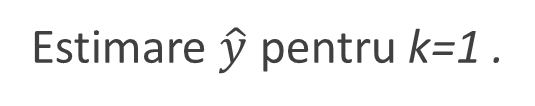 Estimare ŷ pentru k=1 .